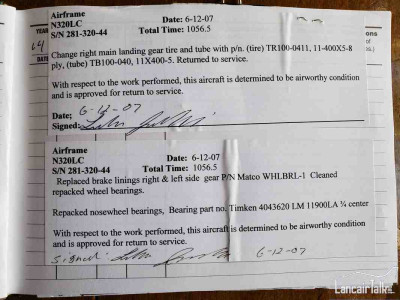 Airframe
N320LC Date: 6-12-07
S/N 281-320-44 Total Time: 1056.5
Change right main landing gear tire and tube with p/n. (tire) TR100-0411, 11-400X5-8
ply, (tube) TB100-040, 11X400-5. Returned to service.
With respect to the work performed, this aircraft is determined to be airworthy condition
and is approved for return to service.
Date; 6-12-07
Signed:
Airframe
N320LC Date: 6-12-07
S/N 281-320-44 Total Time: 1056.5
Replaced brake linings right & left side gear P/N Matco WHLBRL-1 Cleaned
repacked wheel bearings.
Repacked nosewheel bearings, Bearing part no. Timken 4043620 LM 11900LA ¾ center
With respect to the work performed, this aircraft is determined to be airworthy condition
and is approved for return to service.
Signed: 6-12-07
LancairTalk